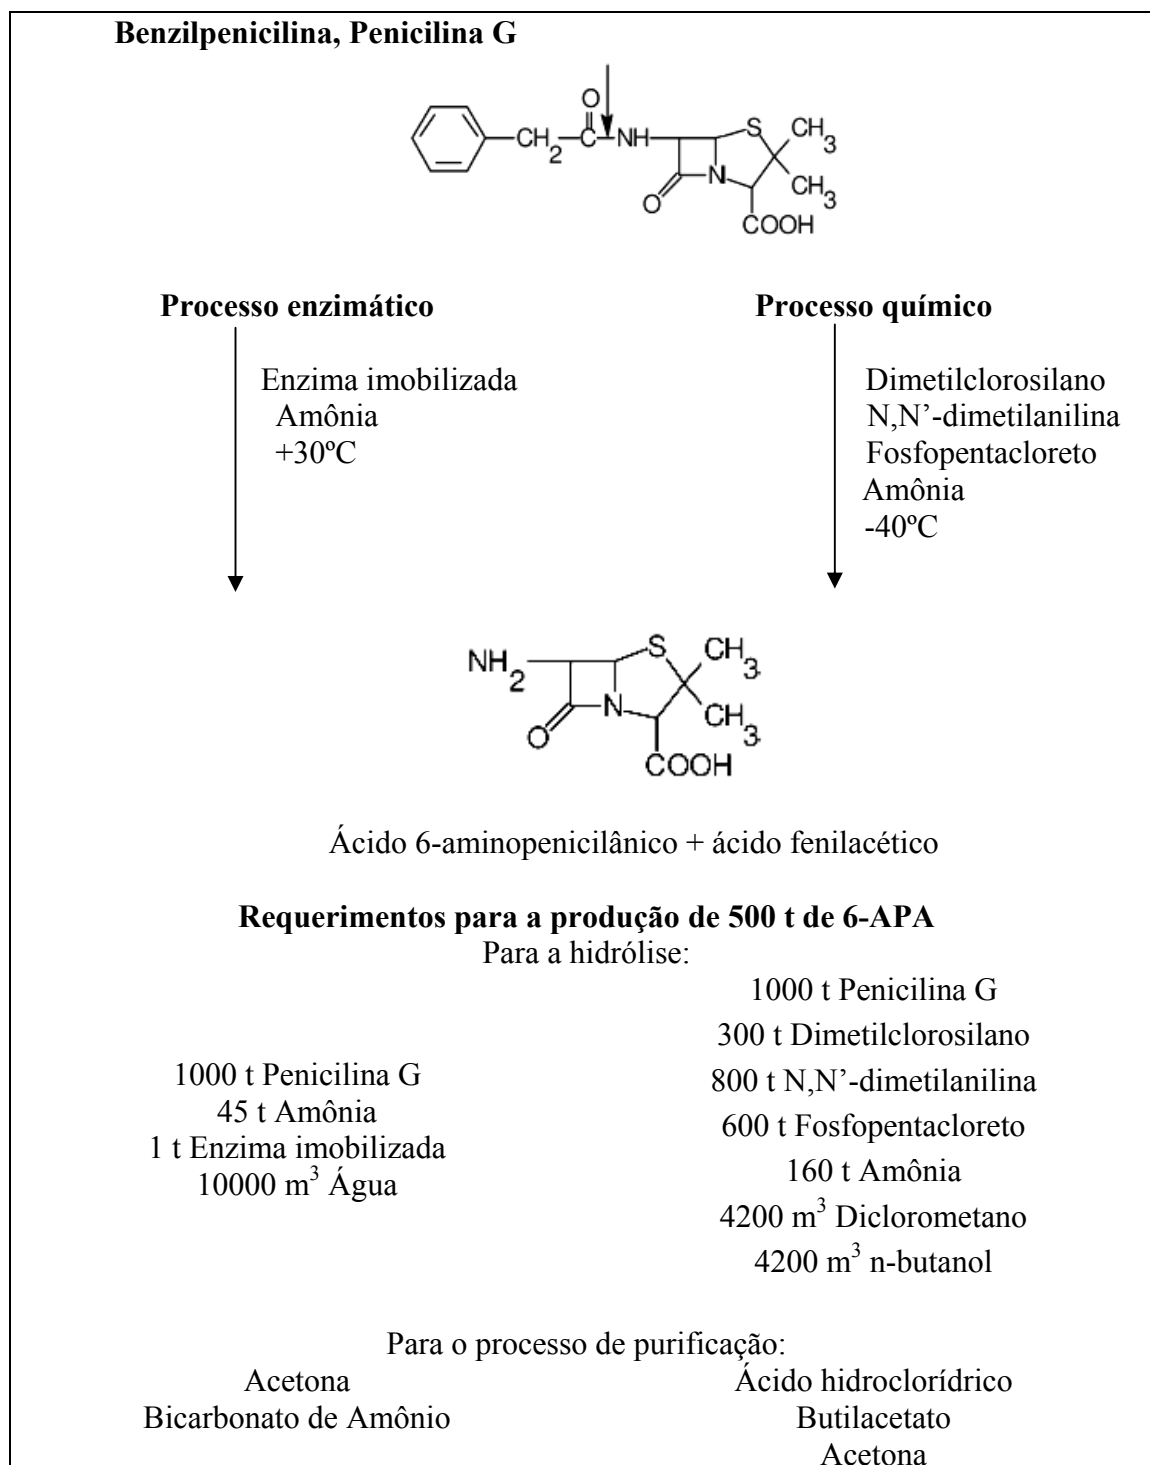 Benzilpenicilina, Penicilina G
O
CH2 C NH S CH3
N CH3
O
COOH
Processo enzimático
Processo químico
Enzima imobilizada
Amônia
+30ºC
Dimetilclorosilano
N,N’-dimetilanilina
Fosfopentacloreto
Amônia
-40ºC
NH2 S CH3
N CH3
O
COOH
Ácido 6-aminopenicilânico + ácido fenilacético
Requerimentos para a produção de 500 t de 6-APA
Para a hidrólise:
1000 t Penicilina G
45 t Amônia
1 t Enzima imobilizada
10000 m3 Água
1000 t Penicilina G
300 t Dimetilclorosilano
800 t N,N’-dimetilanilina
600 t Fosfopentacloreto
160 t Amônia
4200 m3 Diclorometano
4200 m3 n-butanol
Para o processo de purificação:
Acetona
Bicarbonato de Amônio
Ácido hidroclorídrico
Butilacetato
Acetona